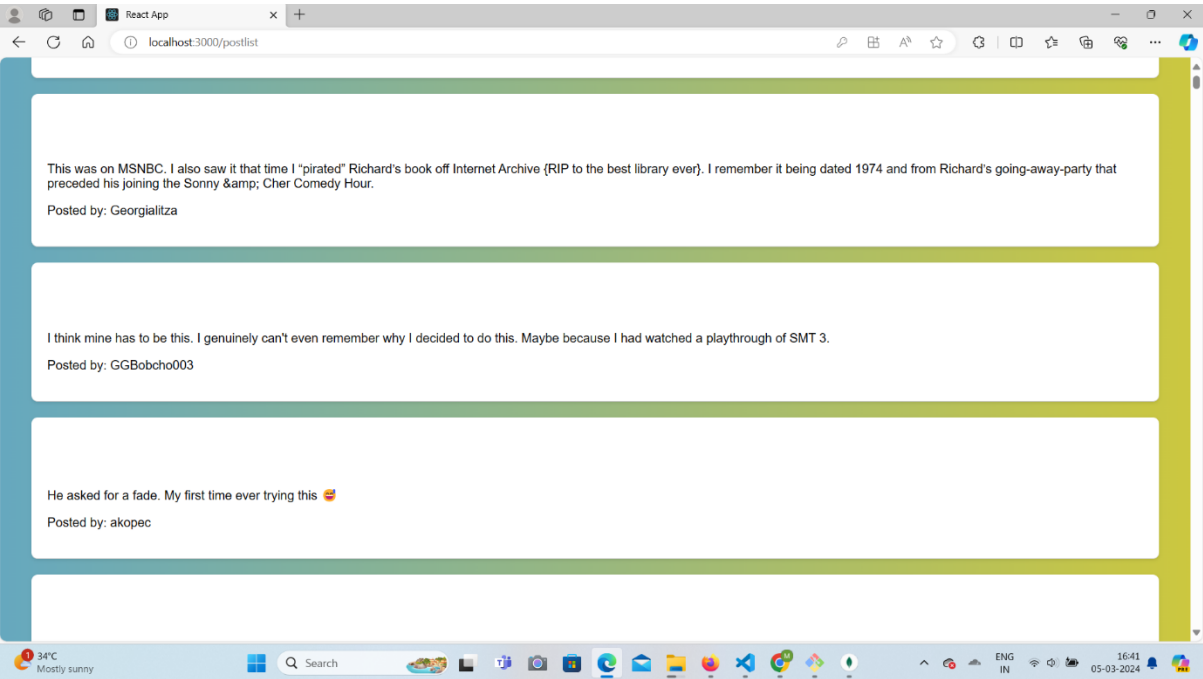 React App
localhost:3000/postlist
This was on MSNBC. I also saw it that time I “pirated” Richard’s book off Internet Archive {RIP to the best library ever}. I remember it being dated 1974 and from Richard’s going-away-party that
preceded his joining the Sonny &amp; Cher Comedy Hour.
Posted by: Georgialitza
I think mine has to be this. I genuinely can't even remember why I decided to do this. Maybe because I had watched a playthrough of SMT 3.
Posted by: GGBobcho003
He asked for a fade. My first time ever trying this 😅
Posted by: akopec
1
34°C
Mostly sunny
Search
M
ENG
IN
16:41
05-03-2024
PRE